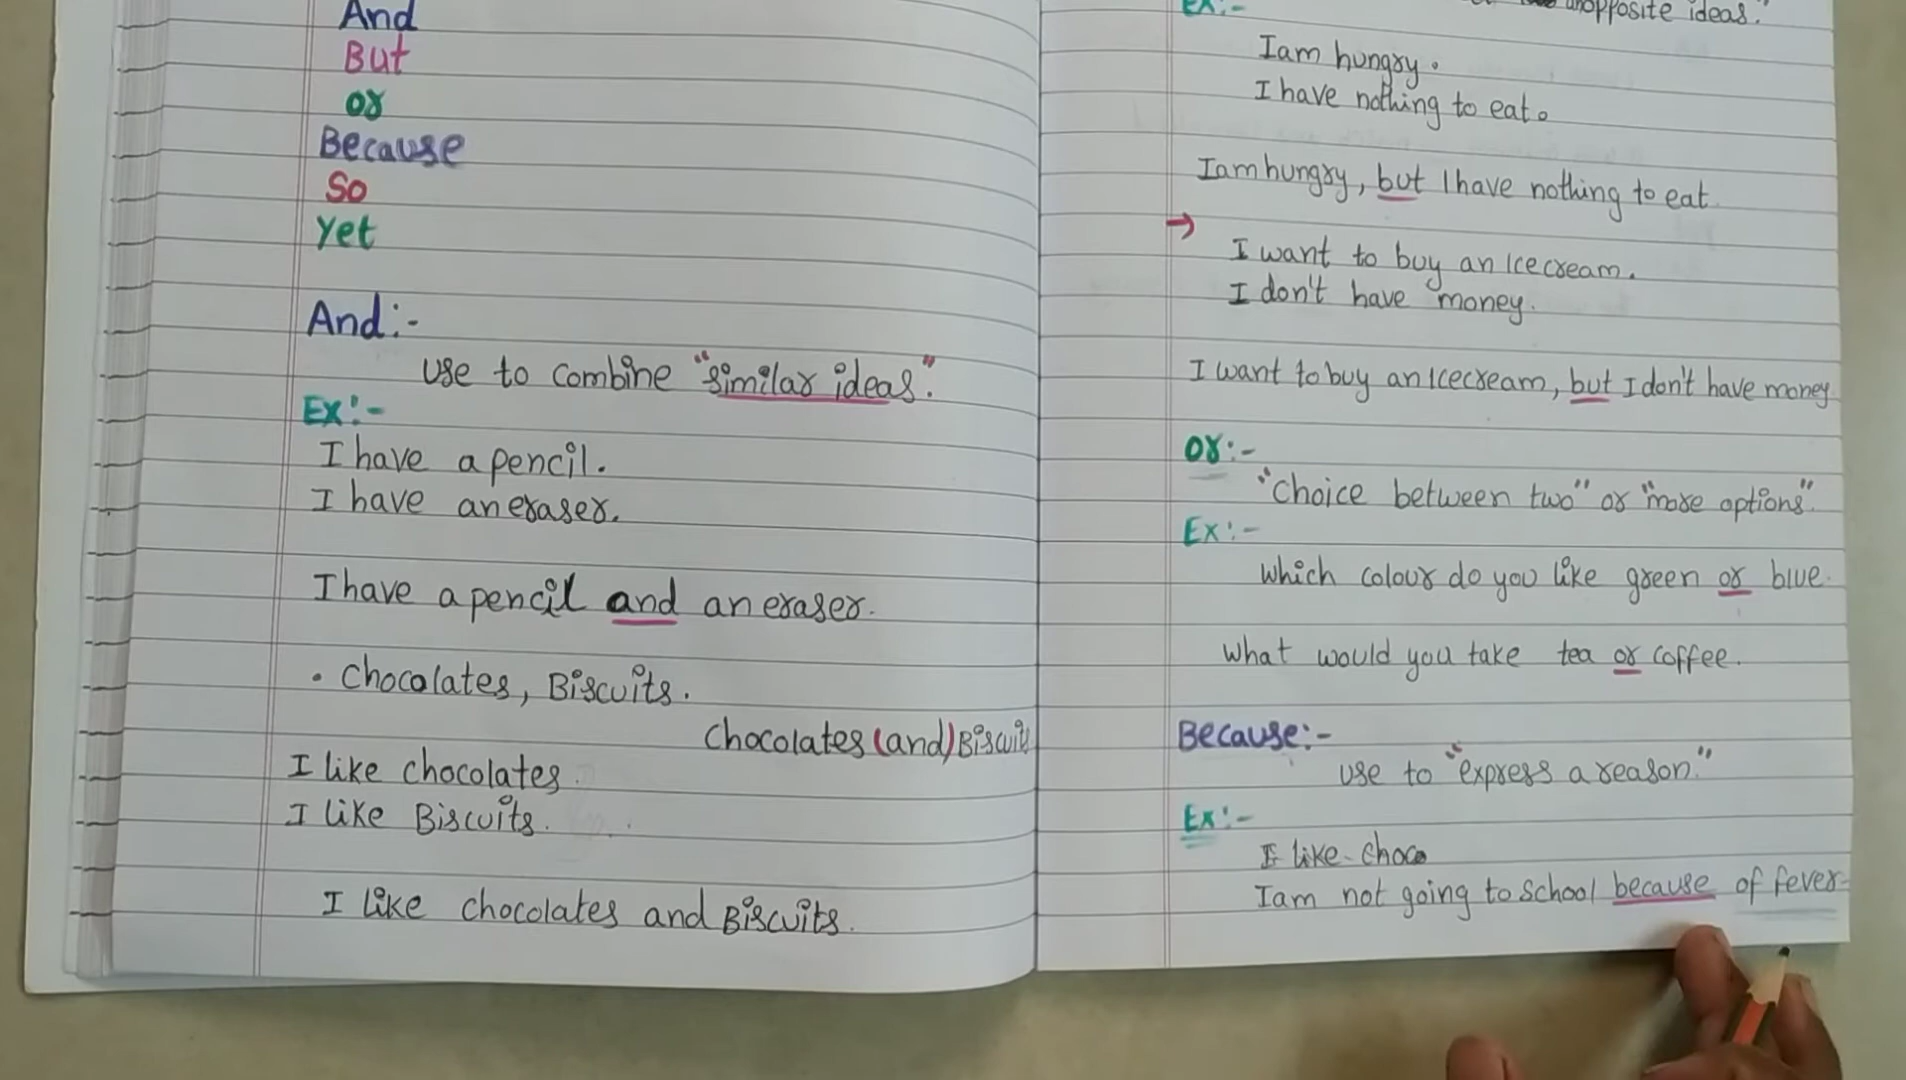 And
But
or
Because
So
Yet
And:-
use to combine "similar ideas."
Ex:-
I have a pencil.
I have an eraser.
I have a pencil and an eraser.
. Chocolates, Biscuits.
Chocolates (and) Biscuit
I like chocolates.
I like Biscuits.
I like chocolates and Biscuits.
Ex:- opposite ideas."
I am hungry.
I have nothing to eat.
I am hungry, but I have nothing to eat
→ I want to buy an Icecream.
I don't have money.
I want to buy an Icecream, but I don't have money
or:-
"Choice between two" or "more options".
Ex:-
Which colour do you like green or blue.
What would you take tea or coffee.
Because:-
use to "express a reason."
Ex:-
I like choco
I am not going to school because of fever